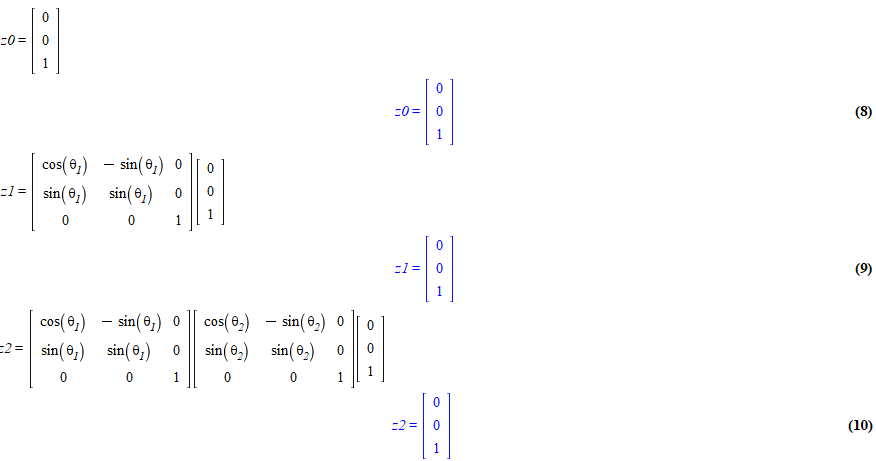 z0 = [0; 0; 1]
z0 = [0; 0; 1] (8)
z1 = [cos(θ₁) − sin(θ₁) 0; sin(θ₁) sin(θ₁) 0; 0 0 1] [0; 0; 1]
z1 = [0; 0; 1] (9)
z2 = [cos(θ₁) − sin(θ₁) 0; sin(θ₁) sin(θ₁) 0; 0 0 1] [cos(θ₂) − sin(θ₂) 0; sin(θ₂) sin(θ₂) 0; 0 0 1] [0; 0; 1]
z2 = [0; 0; 1] (10)